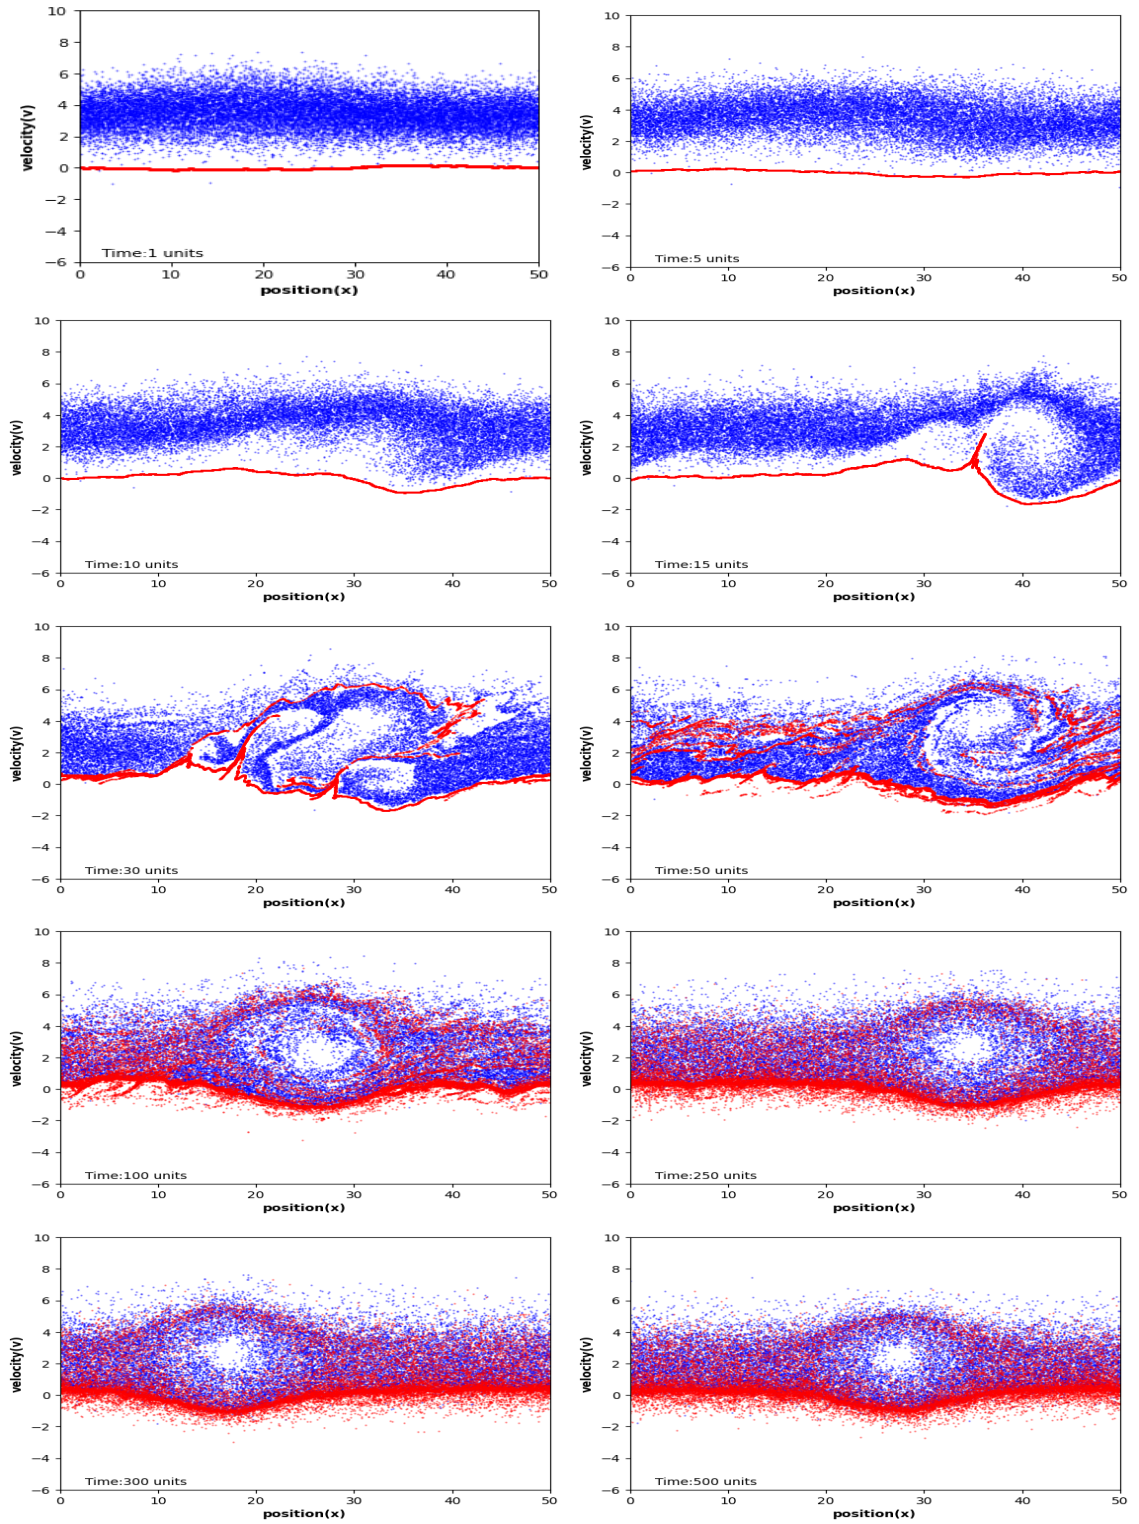 10
8
6
4
2
0
−2
−4
−6
velocity(v)
Time:1 units
0 10 20 30 40 50
position(x)
10
8
6
4
2
0
−2
−4
−6
velocity(v)
Time:5 units
0 10 20 30 40 50
position(x)
10
8
6
4
2
0
−2
−4
−6
velocity(v)
Time:10 units
0 10 20 30 40 50
position(x)
10
8
6
4
2
0
−2
−4
−6
velocity(v)
Time:15 units
0 10 20 30 40 50
position(x)
10
8
6
4
2
0
−2
−4
−6
velocity(v)
Time:30 units
0 10 20 30 40 50
position(x)
10
8
6
4
2
0
−2
−4
−6
velocity(v)
Time:50 units
0 10 20 30 40 50
position(x)
10
8
6
4
2
0
−2
−4
−6
velocity(v)
Time:100 units
0 10 20 30 40 50
position(x)
10
8
6
4
2
0
−2
−4
−6
velocity(v)
Time:250 units
0 10 20 30 40 50
position(x)
10
8
6
4
2
0
−2
−4
−6
velocity(v)
Time:300 units
0 10 20 30 40 50
position(x)
10
8
6
4
2
0
−2
−4
−6
velocity(v)
Time:500 units
0 10 20 30 40 50
position(x)